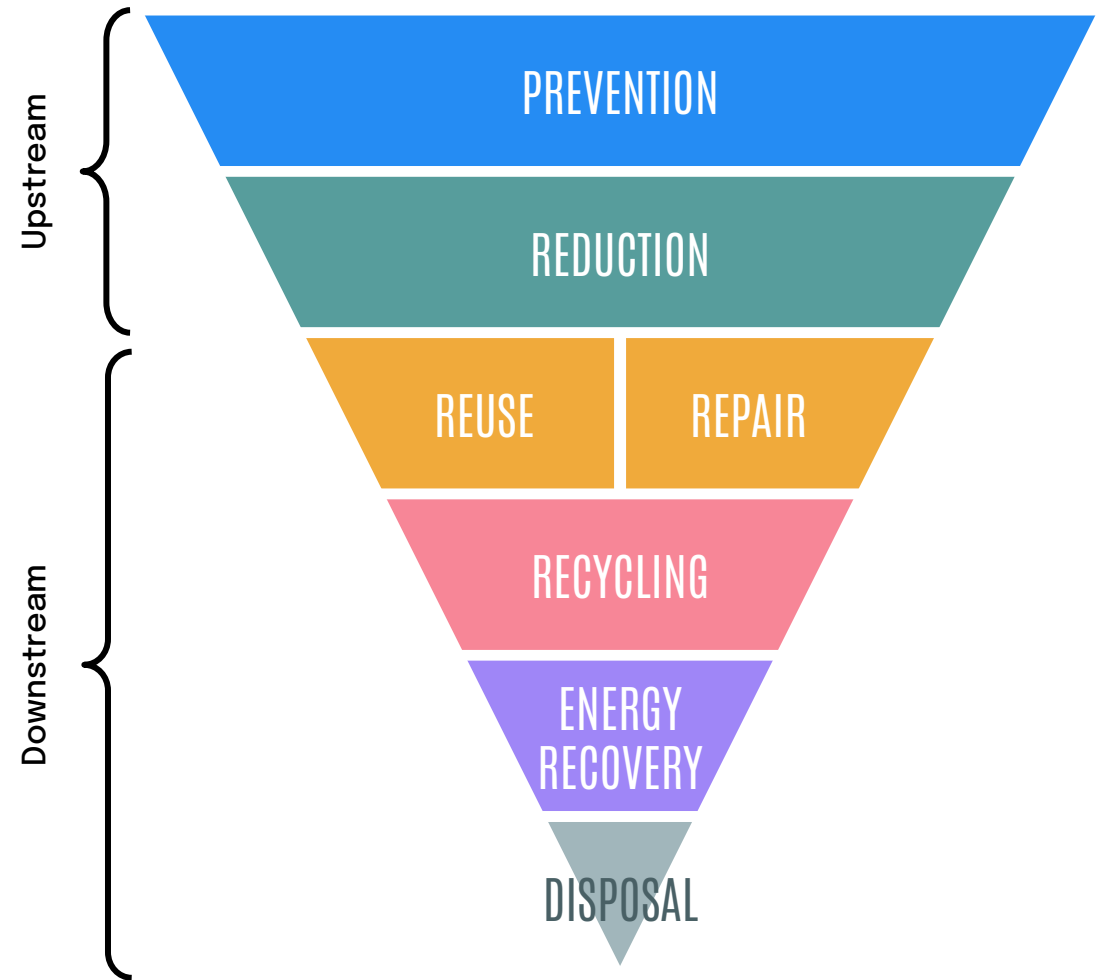 Upstream
PREVENTION
REDUCTION
Downstream
REUSE
REPAIR
RECYCLING
ENERGY
RECOVERY
DISPOSAL